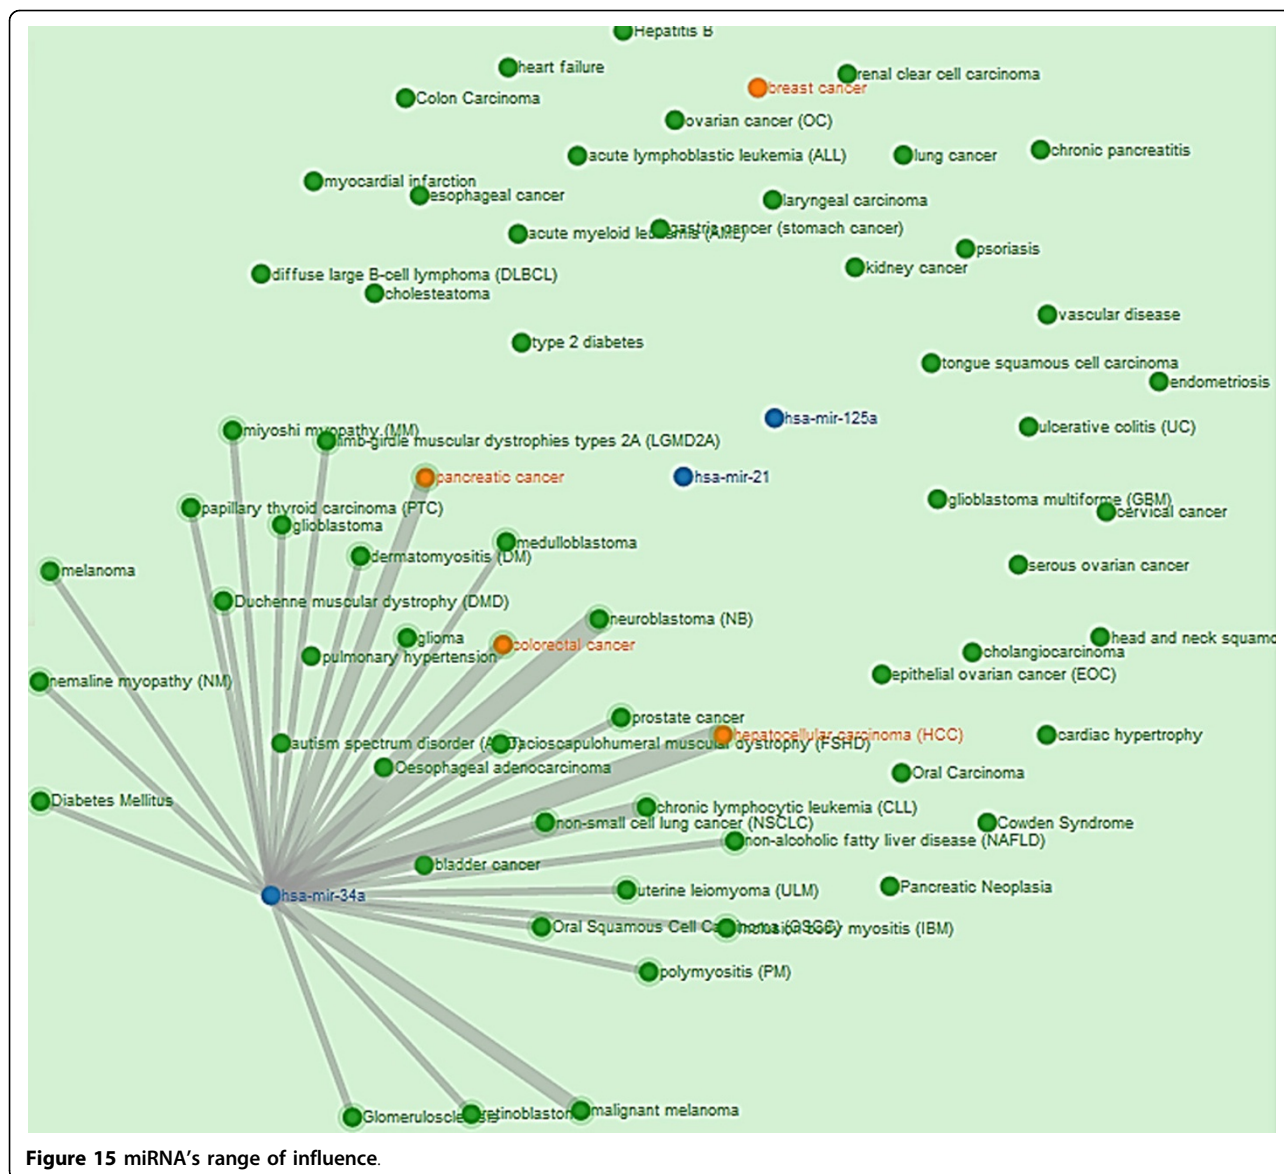 Hepatitis B
heart failure
renal clear cell carcinoma
breast cancer
Colon Carcinoma
ovarian cancer (OC)
acute lymphoblastic leukemia (ALL)
lung cancer
chronic pancreatitis
myocardial infarction
esophageal cancer
laryngeal carcinoma
acute myeloid leukemia (AML)
gastric cancer (stomach cancer)
psoriasis
kidney cancer
diffuse large B-cell lymphoma (DLBCL)
cholesteatoma
vascular disease
type 2 diabetes
tongue squamous cell carcinoma
endometriosis
hsa-mir-125a
ulcerative colitis (UC)
miyoshi myopathy (MM)
limb-girdle muscular dystrophies types 2A (LGMD2A)
pancreatic cancer
hsa-mir-21
glioblastoma multiforme (GBM)
cervical cancer
papillary thyroid carcinoma (PTC)
glioblastoma
medulloblastoma
dermatomyositis (DM)
serous ovarian cancer
melanoma
Duchenne muscular dystrophy (DMD)
neuroblastoma (NB)
glioma
colorectal cancer
head and neck squamo
pulmonary hypertension
cholangiocarcinoma
epithelial ovarian cancer (EOC)
nemaline myopathy (NM)
prostate cancer
hepatocellular carcinoma (HCC)
cardiac hypertrophy
autism spectrum disorder
facioscapulohumeral muscular dystrophy (FSHD)
Oesophageal adenocarcinoma
Oral Carcinoma
Diabetes Mellitus
chronic lymphocytic leukemia (CLL)
non-small cell lung cancer (NSCLC)
Cowden Syndrome
non-alcoholic fatty liver disease (NAFLD)
bladder cancer
hsa-mir-34a
uterine leiomyoma (ULM)
Pancreatic Neoplasia
Oral Squamous Cell Carcinoma (OSCC)
inclusion body myositis (IBM)
polymyositis (PM)
Glomerulosclerosis
retinoblastom
malignant melanoma
Figure 15 miRNA's range of influence.